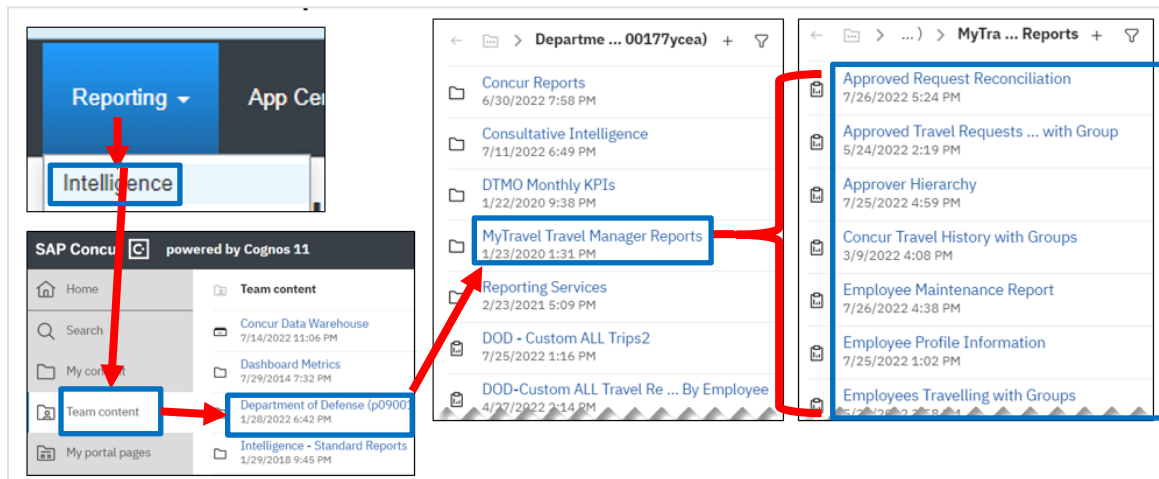 Reporting
App Cen
Intelligence
SAP Concur C powered by Cognos 11
Home
Search
My content
Team content
My portal pages
Team content
Concur Data Warehouse
7/14/2022 11:06 PM
Dashboard Metrics
7/29/2014 7:32 PM
Department of Defense (p09001
1/28/2022 6:42 PM
Intelligence - Standard Reports
1/29/2018 9:45 PM
Departme ... 00177ycea)
Concur Reports
6/30/2022 7:58 PM
Consultative Intelligence
7/11/2022 6:49 PM
DTMO Monthly KPIs
1/22/2020 9:38 PM
MyTravel Travel Manager Reports
1/23/2020 1:31 PM
Reporting Services
2/23/2021 5:09 PM
DOD - Custom ALL Trips2
7/25/2022 1:16 PM
DOD-Custom ALL Travel Re ... By Employee
4/27/2022 2:14 PM
...) > MyTra ... Reports
Approved Request Reconciliation
7/26/2022 5:24 PM
Approved Travel Requests ... with Group
5/24/2022 2:19 PM
Approver Hierarchy
7/25/2022 4:59 PM
Concur Travel History with Groups
3/9/2022 4:08 PM
Employee Maintenance Report
7/26/2022 4:38 PM
Employee Profile Information
7/25/2022 1:02 PM
Employees Travelling with Groups